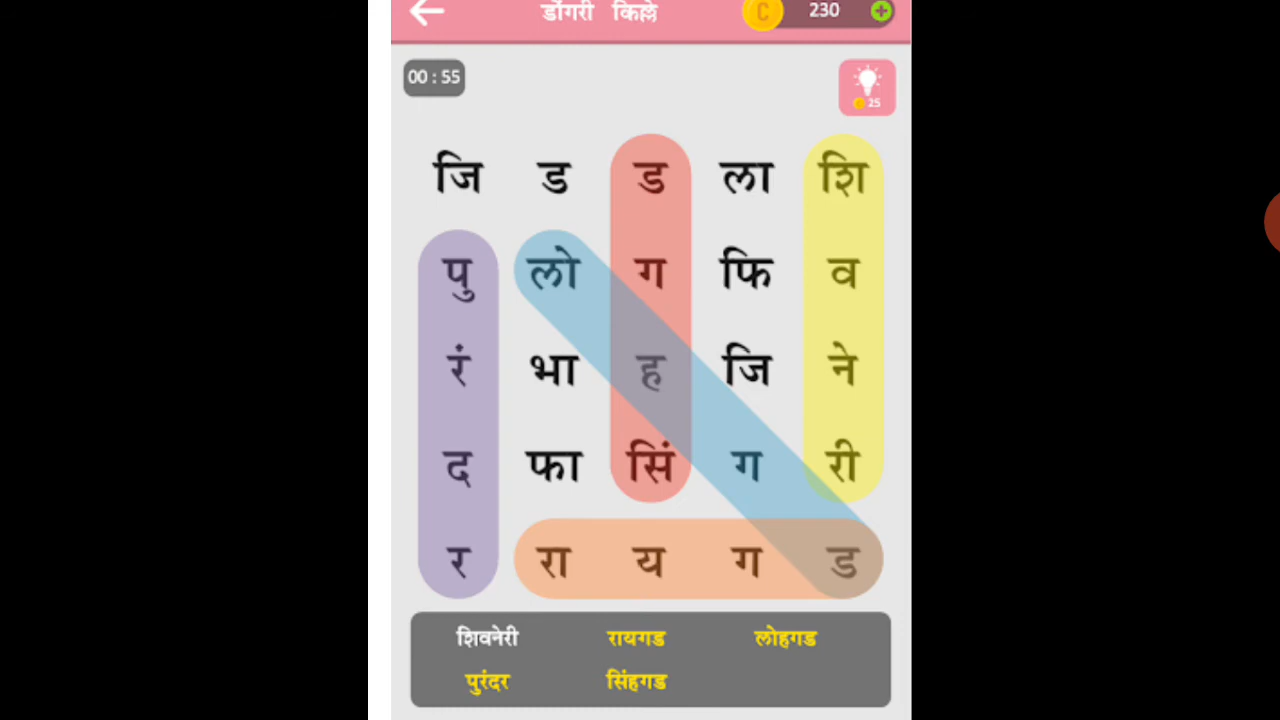 डोंगरी किल्ले
230
00 : 55
25
जि ड ड ला शि
पु लो ग फि व
रं भा ह जि ने
द फा सिं ग री
र रा य ग ड
शिवनेरी रायगड लोहगड
पुरंदर सिंहगड